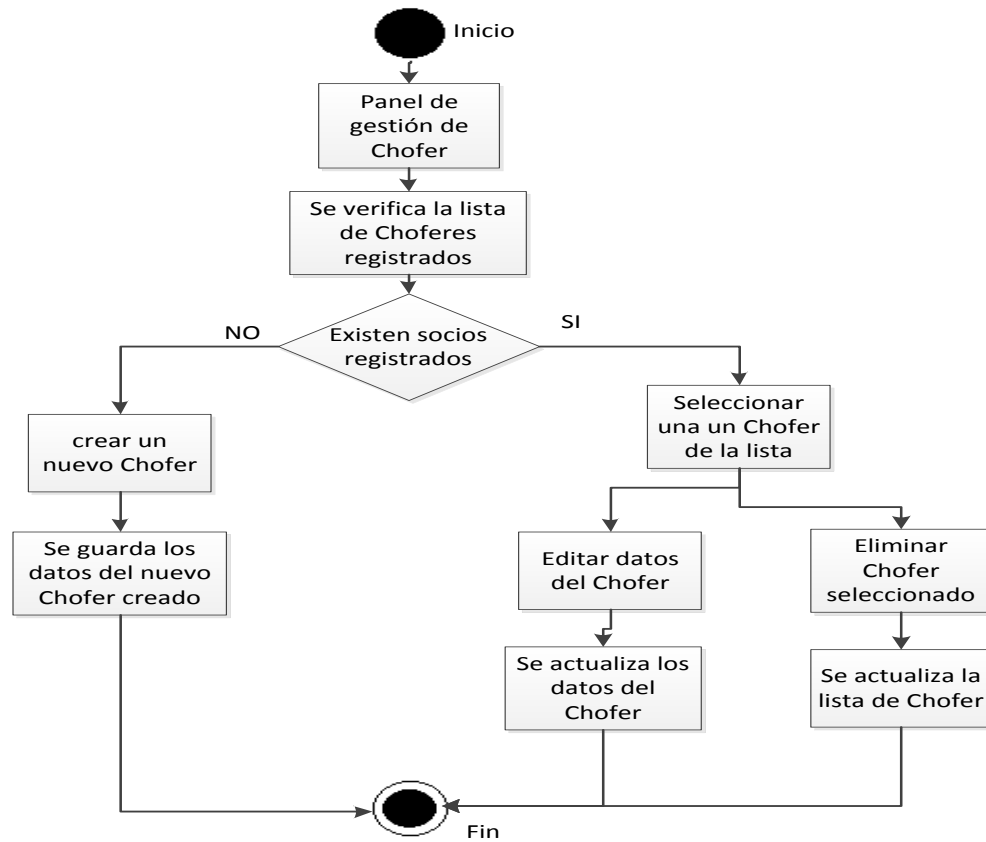 Inicio
Panel de
gestión de
Chofer
Se verifica la lista
de Choferes
registrados
NO
SI
Existen socios
registrados
crear un
nuevo Chofer
Se guarda los
datos del nuevo
Chofer creado
Seleccionar
una un Chofer
de la lista
Editar datos
del Chofer
Eliminar
Chofer
seleccionado
Se actualiza los
datos del
Chofer
Se actualiza la
lista de Chofer
Fin